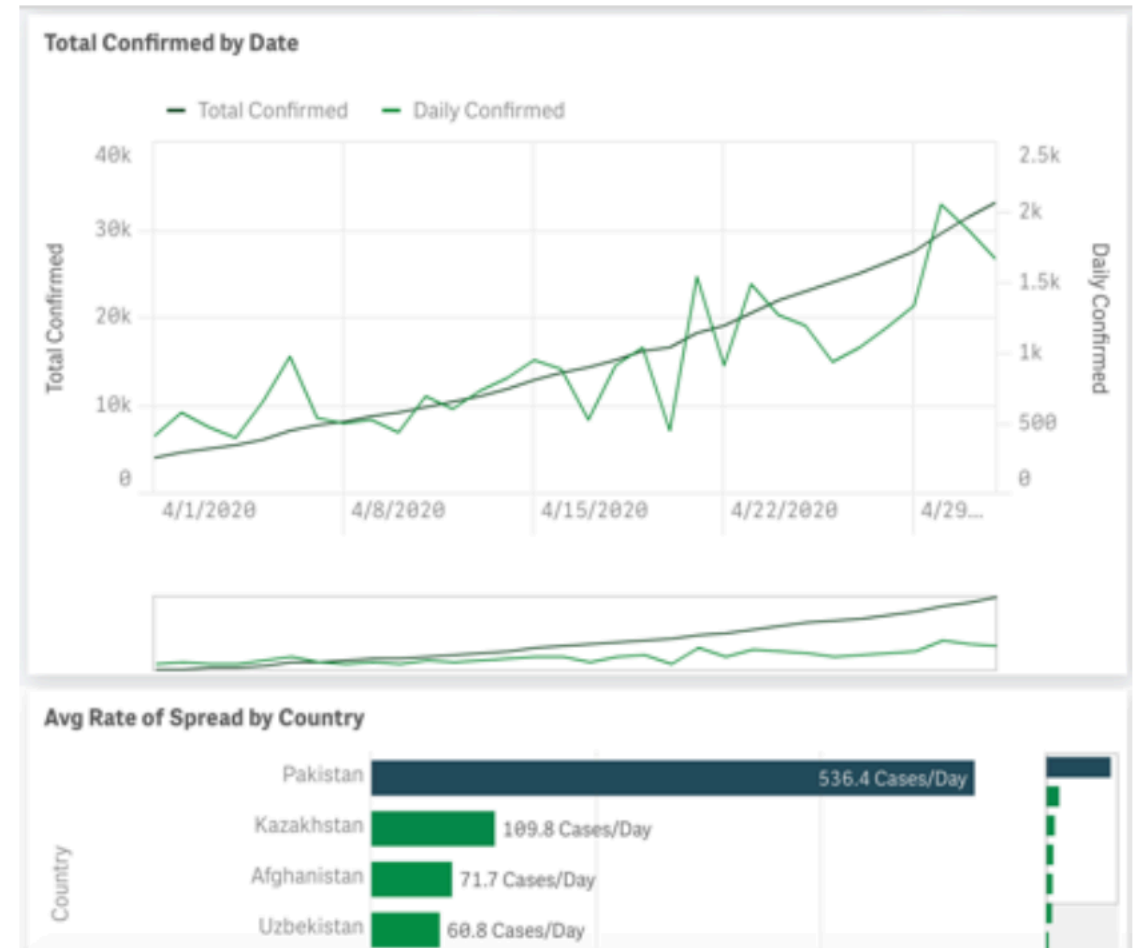 Total Confirmed by Date
Total Confirmed Daily Confirmed
40k 2.5k
30k 2k
20k 1.5k
10k 1k
0 500
0
Total Confirmed
Daily Confirmed
4/1/2020 4/8/2020 4/15/2020 4/22/2020 4/29...
Avg Rate of Spread by Country
Country
Pakistan 536.4 Cases/Day
Kazakhstan 109.8 Cases/Day
Afghanistan 71.7 Cases/Day
Uzbekistan 60.8 Cases/Day